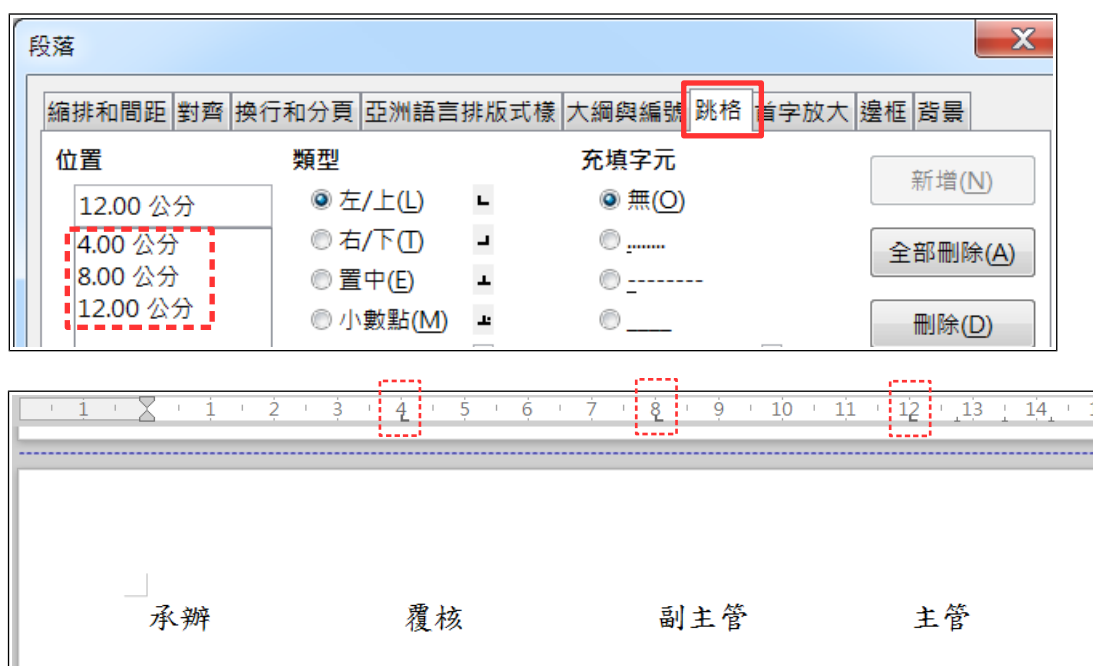 段落
縮排和間距 對齊 換行和分頁 亞洲語言排版式樣 大綱與編號 跳格 首字放大 邊框 背景
位置 類型 充填字元
12.00 公分 左/上(L) 無(O) 新增(N)
4.00 公分 右/下(T) ........ 全部刪除(A)
8.00 公分 置中(E) --------
12.00 公分 小數點(M) ____ 刪除(D)
1 1 2 3 4 5 6 7 8 9 10 11 12 13 14
承辦 覆核 副主管 主管